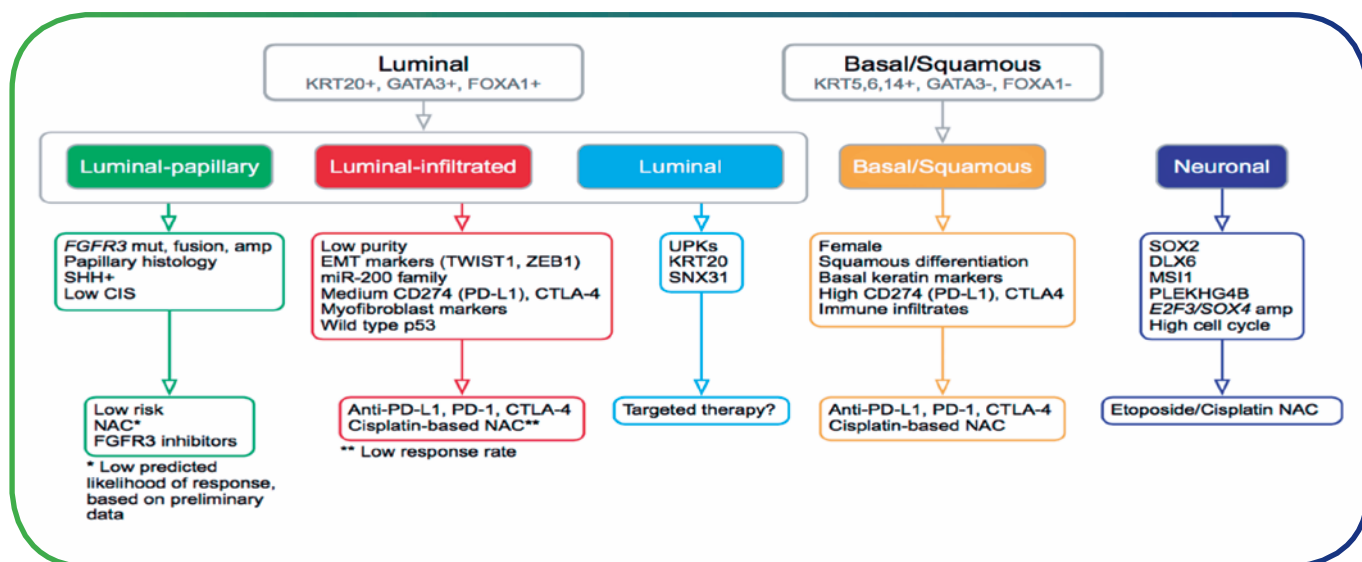 Luminal
KRT20+, GATA3+, FOXA1+
Basal/Squamous
KRT5,6,14+, GATA3-, FOXA1-
Luminal-papillary
Luminal-infiltrated
Luminal
Basal/Squamous
Neuronal
FGFR3 mut, fusion, amp
Papillary histology
SHH+
Low CIS
Low purity
EMT markers (TWIST1, ZEB1)
miR-200 family
Medium CD274 (PD-L1), CTLA-4
Myofibroblast markers
Wild type p53
UPKs
KRT20
SNX31
Female
Squamous differentiation
Basal keratin markers
High CD274 (PD-L1), CTLA4
Immune infiltrates
SOX2
DLX6
MSI1
PLEKHG4B
E2F3/SOX4 amp
High cell cycle
Low risk
NAC*
FGFR3 inhibitors
* Low predicted
likelihood of response,
based on preliminary
data
Anti-PD-L1, PD-1, CTLA-4
Cisplatin-based NAC**
** Low response rate
Targeted therapy?
Anti-PD-L1, PD-1, CTLA-4
Cisplatin-based NAC
Etoposide/Cisplatin NAC